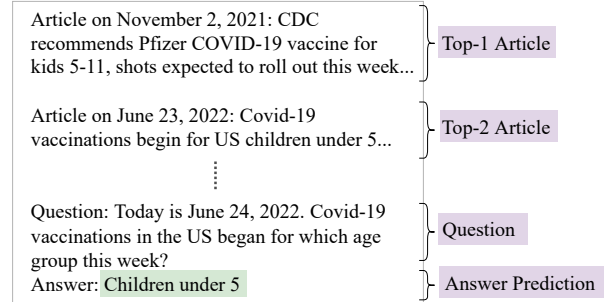 Article on November 2, 2021: CDC
recommends Pfizer COVID-19 vaccine for
kids 5-11, shots expected to roll out this week...
Top-1 Article
Article on June 23, 2022: Covid-19
vaccinations begin for US children under 5...
Top-2 Article
Question: Today is June 24, 2022. Covid-19
vaccinations in the US began for which age
group this week?
Question
Answer: Children under 5
Answer Prediction